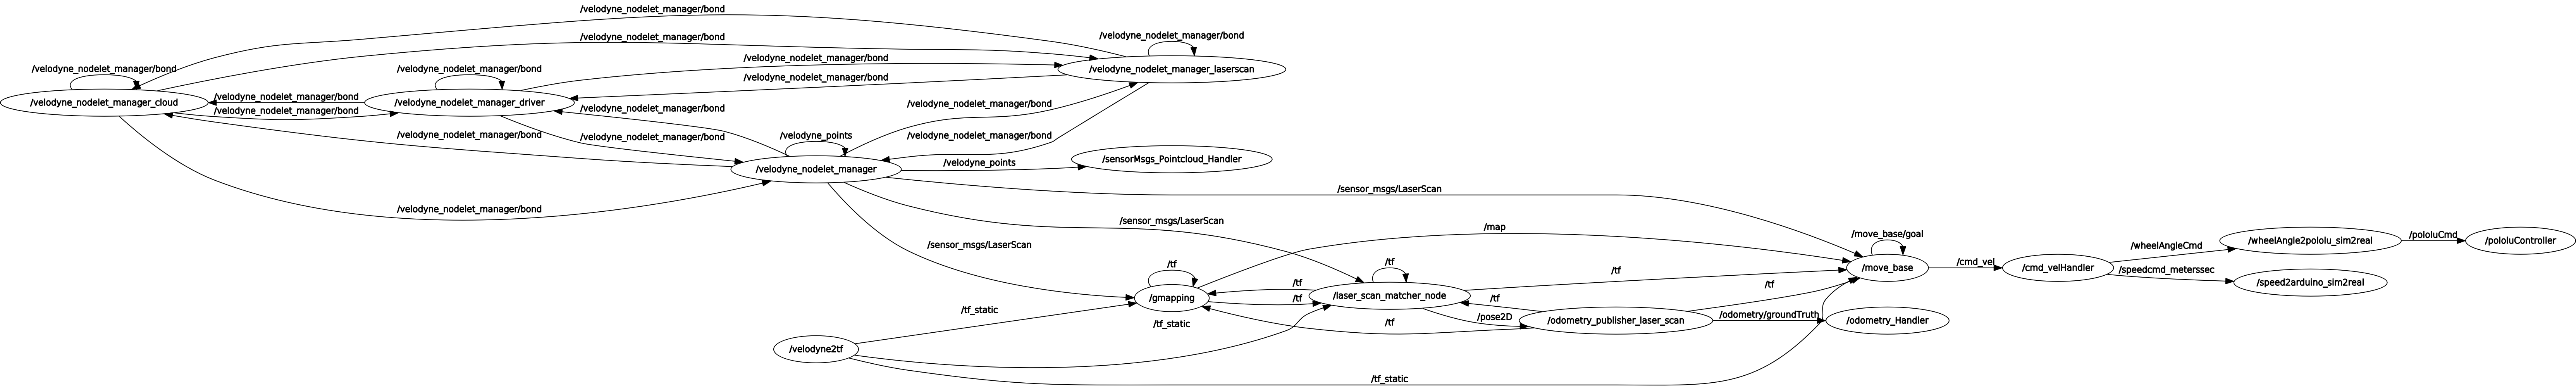 /velodyne_nodelet_manager/bond
/velodyne_nodelet_manager/bond
/velodyne_nodelet_manager/bond
/velodyne_nodelet_manager/bond
/velodyne_nodelet_manager/bond
/velodyne_nodelet_manager/bond
/velodyne_nodelet_manager_laserscan
/velodyne_nodelet_manager/bond
/velodyne_nodelet_manager/bond
/velodyne_nodelet_manager_cloud
/velodyne_nodelet_manager_driver
/velodyne_nodelet_manager/bond
/velodyne_nodelet_manager/bond
/velodyne_nodelet_manager/bond
/velodyne_nodelet_manager/bond
/velodyne_nodelet_manager/bond
/velodyne_points
/velodyne_nodelet_manager/bond
/velodyne_nodelet_manager/bond
/velodyne_points
/sensorMsgs_Pointcloud_Handler
/velodyne_nodelet_manager
/sensor_msgs/LaserScan
/velodyne_nodelet_manager/bond
/sensor_msgs/LaserScan
/map
/move_base/goal
/sensor_msgs/LaserScan
/wheelAngleCmd
/wheelAngle2pololu_sim2real
/pololuCmd
/pololuController
/tf
/tf
/tf
/move_base
/cmd_vel
/cmd_velHandler
/speedcmd_meterssec
/speed2arduino_sim2real
/tf
/tf
/gmapping
/tf
/laser_scan_matcher_node
/tf
/tf_static
/pose2D
/odometry_publisher_laser_scan
/odometry/groundTruth
/odometry_Handler
/tf_static
/tf
/velodyne2tf
/tf_static